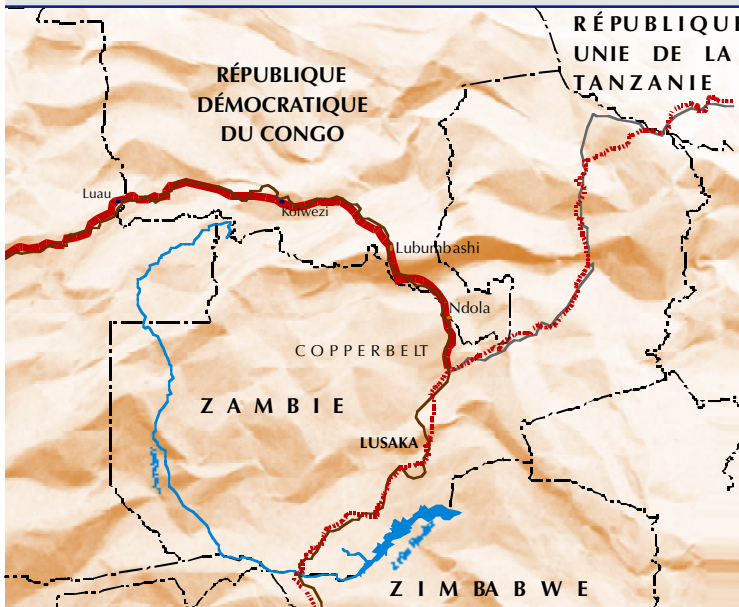 RÉPUBLIQUE
UNIE DE LA
TANZANIE
RÉPUBLIQUE
DÉMOCRATIQUE
DU CONGO
Luau
Kolwezi
Lubumbashi
Ndola
COPPERBELT
ZAMBIE
LUSAKA
ZIMBABWE